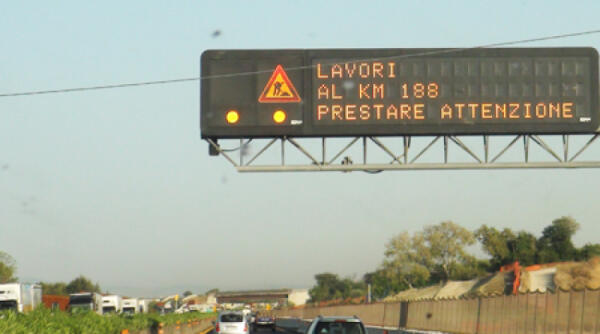 LAVORI
AL KM 188
PRESTARE ATTENZIONE